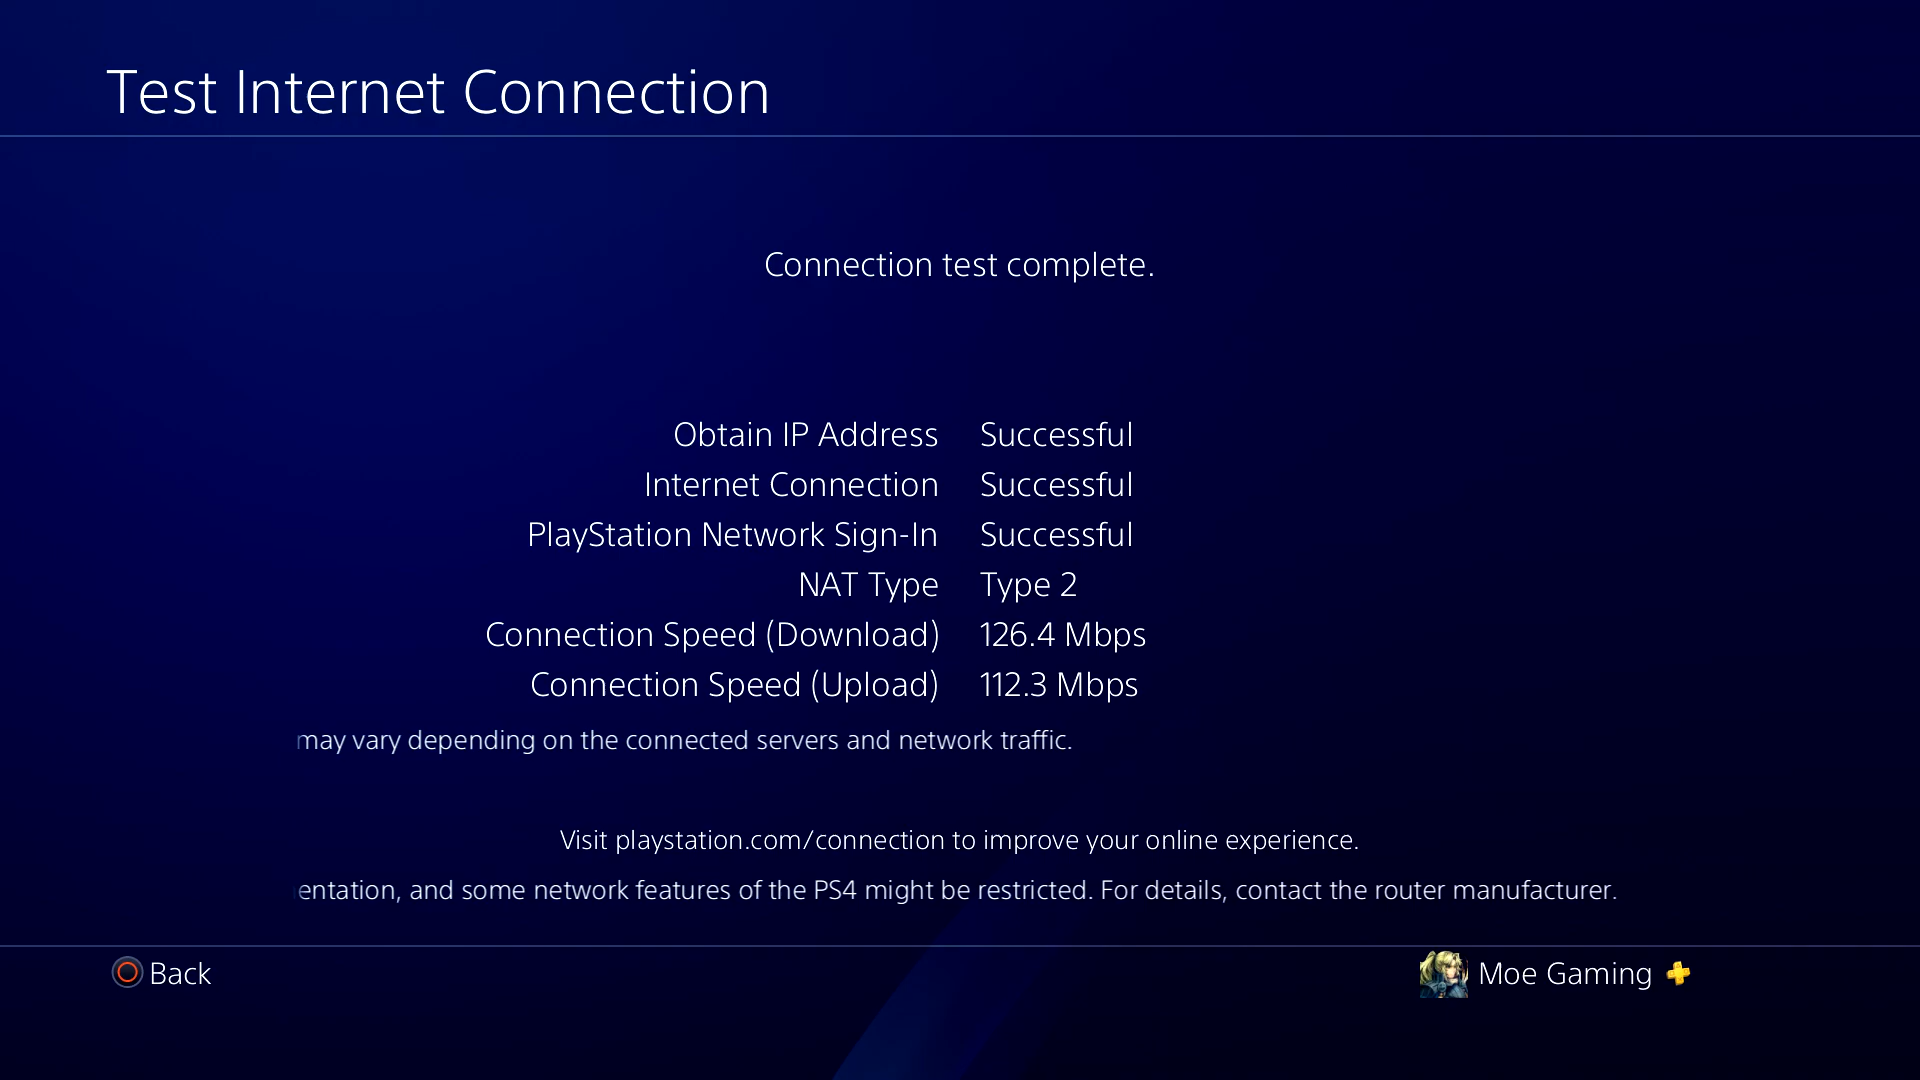 Test Internet Connection
Connection test complete.
Obtain IP Address Successful
Internet Connection Successful
PlayStation Network Sign-In Successful
NAT Type Type 2
Connection Speed (Download) 126.4 Mbps
Connection Speed (Upload) 112.3 Mbps
may vary depending on the connected servers and network traffic.
Visit playstation.com/connection to improve your online experience.
entation, and some network features of the PS4 might be restricted. For details, contact the router manufacturer.
Back
Moe Gaming